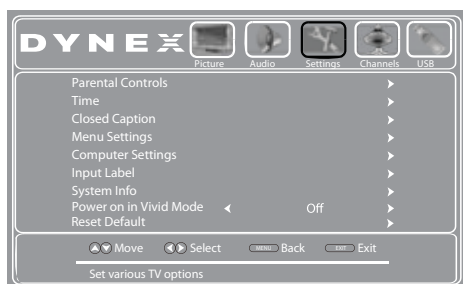 DYNEX
Picture Audio Settings Channels USB
Parental Controls
Time
Closed Caption
Menu Settings
Computer Settings
Input Label
System Info
Power on in Vivid Mode Off
Reset Default
Move Select MENU Back EXIT Exit
Set various TV options